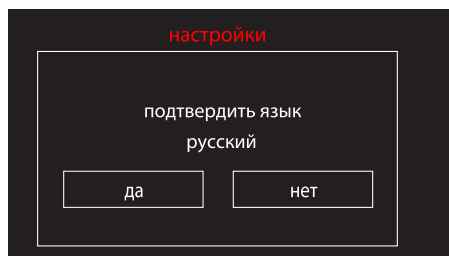 настройки
подтвердить язык
русский
да
нет